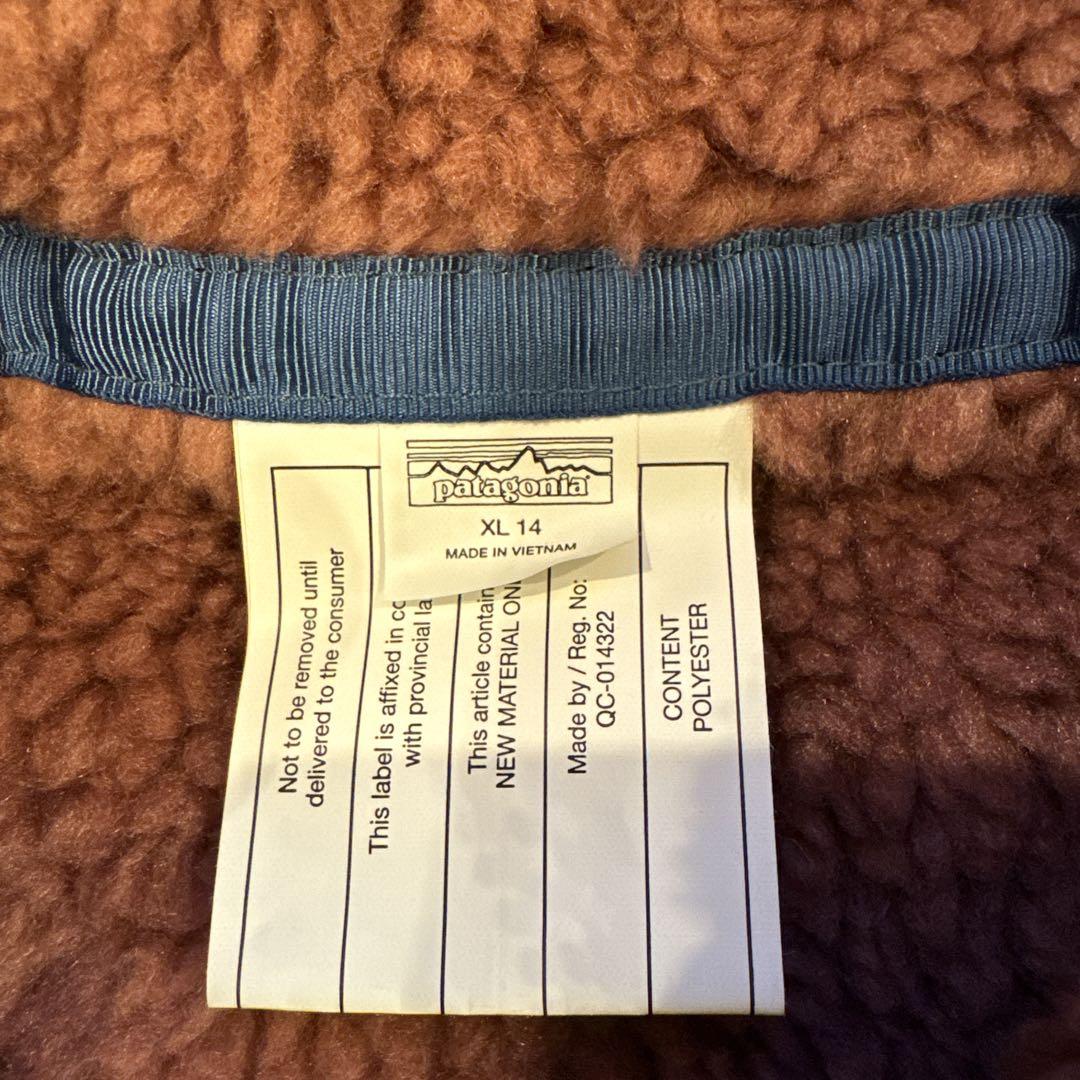 patagonia
XL 14
MADE IN VIETNAM
Not to be removed until
delivered to the consumer
This label is affixed in
with provincial
This article
NEW MATERIAL
Made by / Reg. No:
QC-014322
CONTENT
POLYESTER